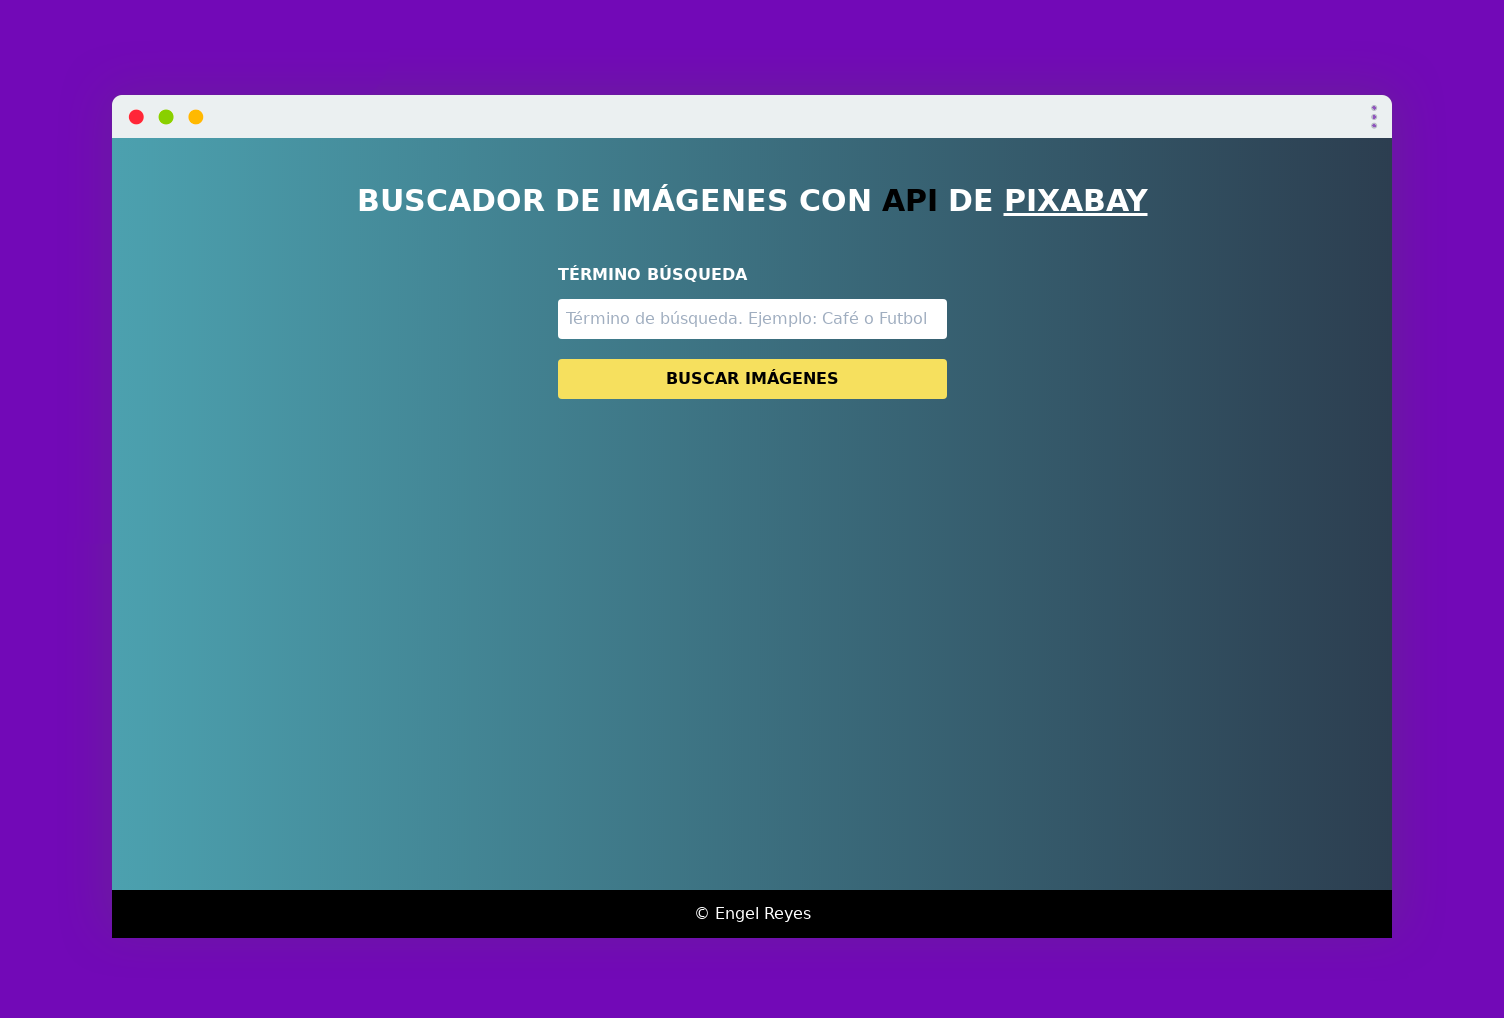 BUSCADOR DE IMÁGENES CON API DE PIXABAY
TÉRMINO BÚSQUEDA
Término de búsqueda. Ejemplo: Café o Futbol
BUSCAR IMÁGENES
© Engel Reyes